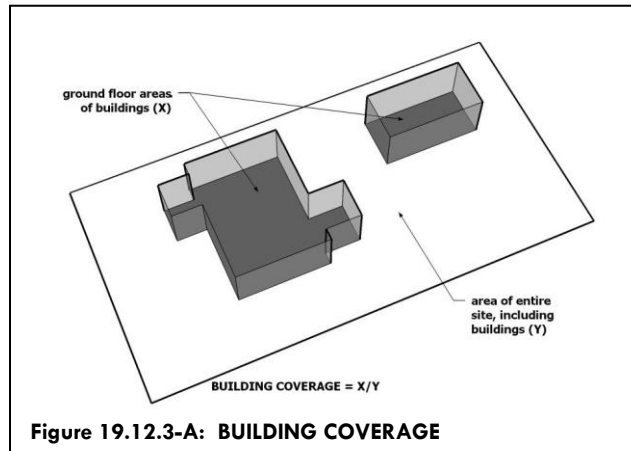 ground floor areas
of buildings (X)
area of entire
site, including
buildings (Y)
BUILDING COVERAGE = X/Y
Figure 19.12.3-A: BUILDING COVERAGE